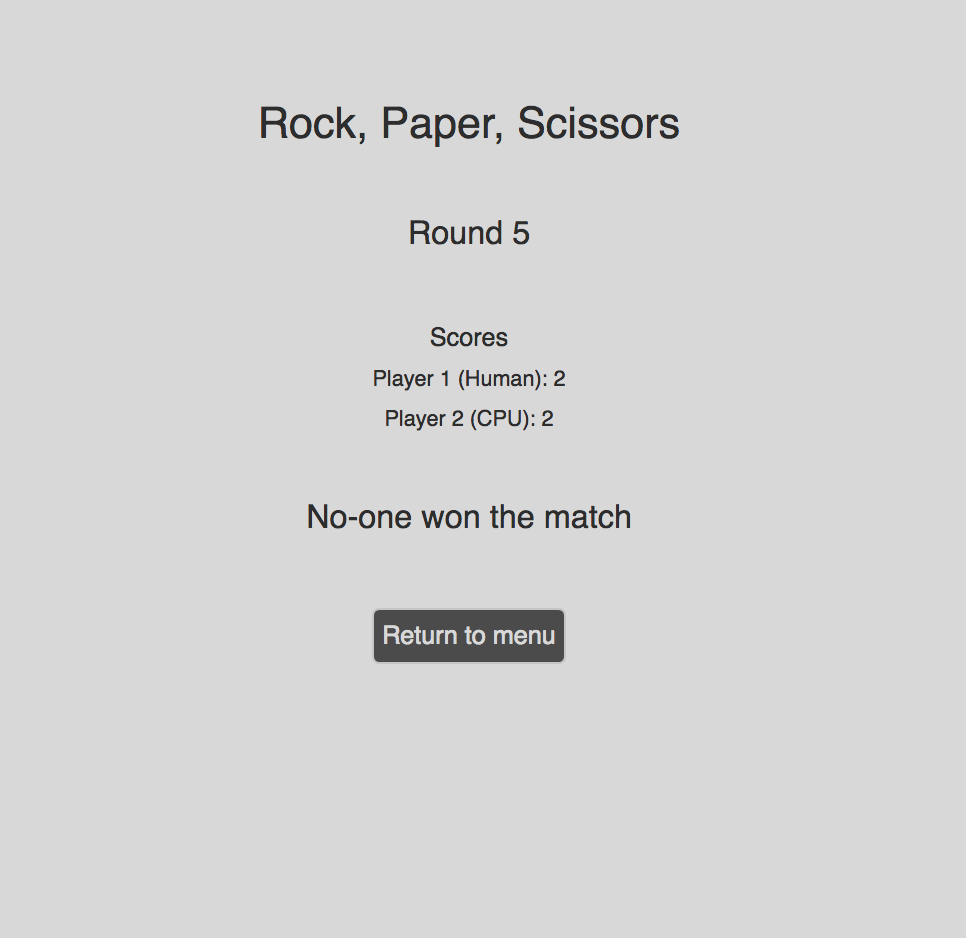 Rock, Paper, Scissors
Round 5
Scores
Player 1 (Human): 2
Player 2 (CPU): 2
No-one won the match
Return to menu